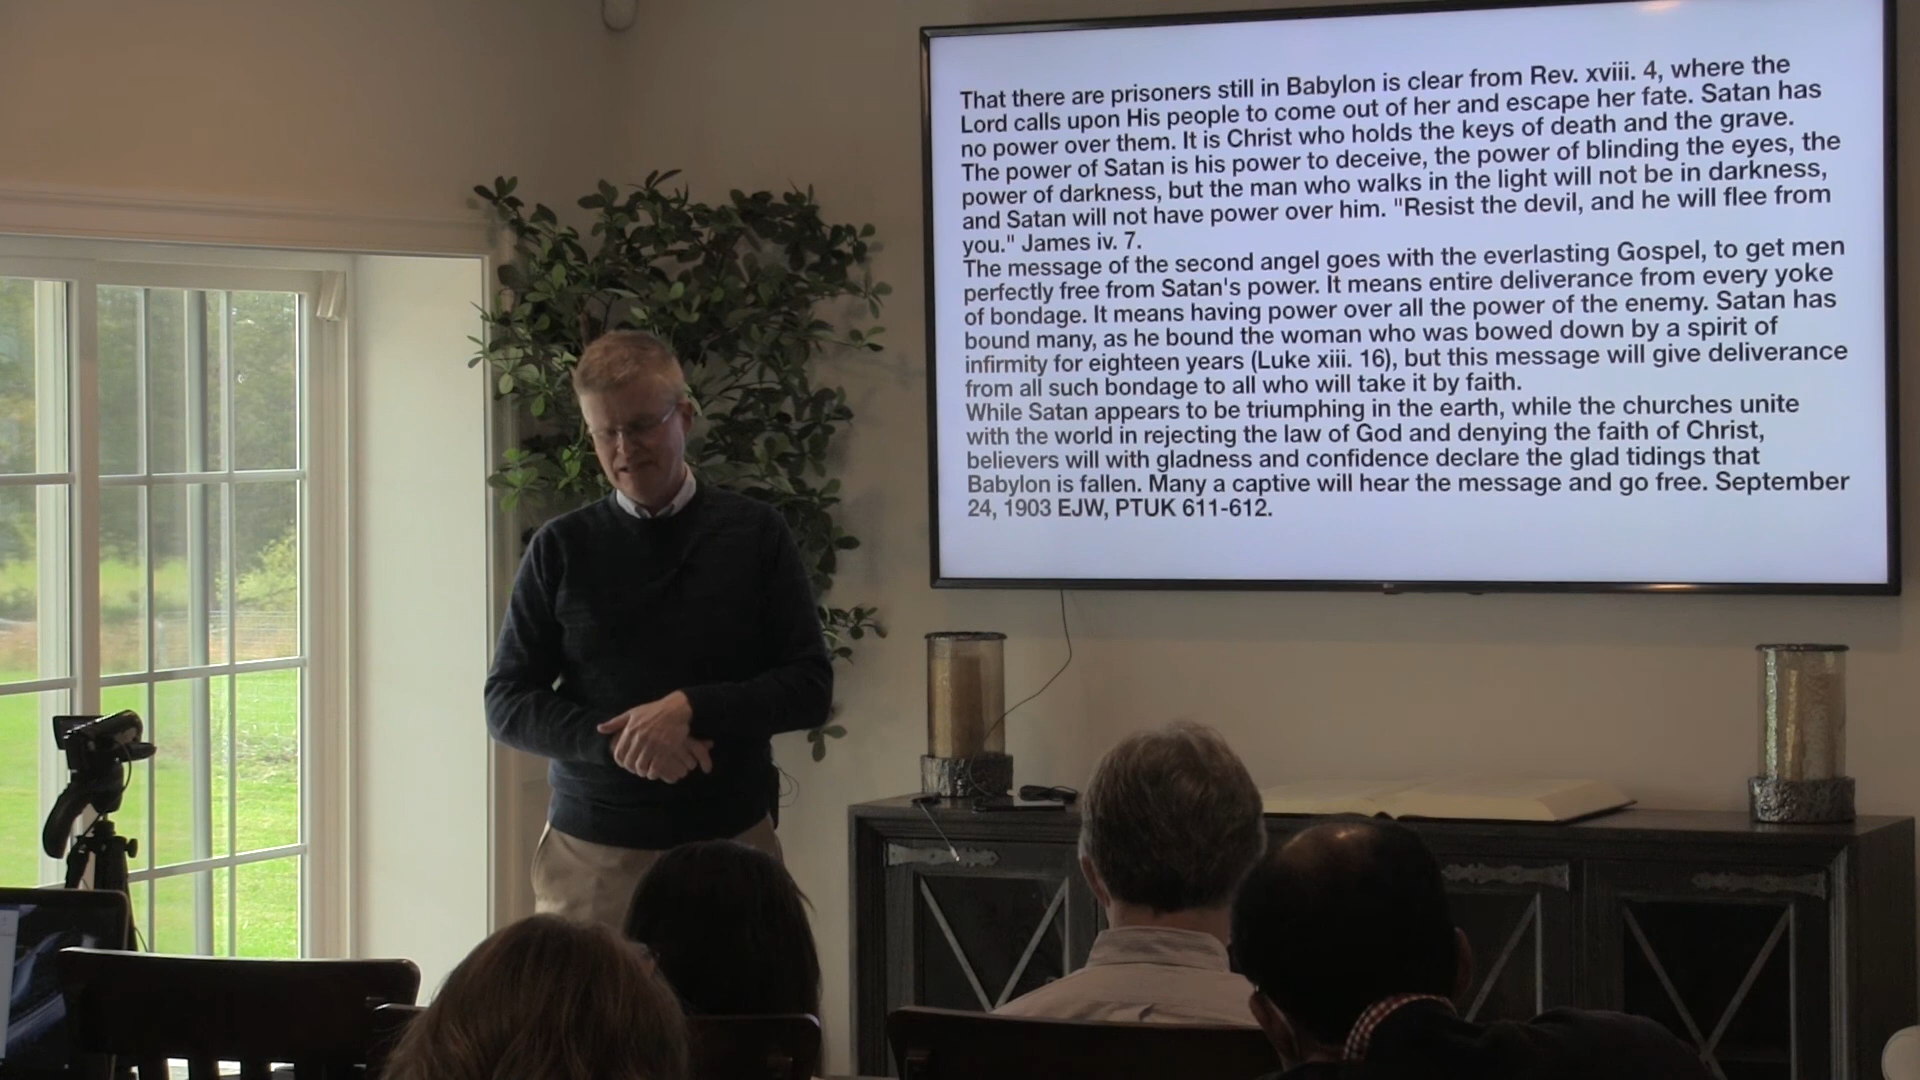 That there are prisoners still in Babylon is clear from Rev. xviii. 4, where the
Lord calls upon His people to come out of her and escape her fate. Satan has
no power over them. It is Christ who holds the keys of death and the grave.
The power of Satan is his power to deceive, the power of blinding the eyes, the
power of darkness, but the man who walks in the light will not be in darkness,
and Satan will not have power over him. "Resist the devil, and he will flee from
you." James iv. 7.
The message of the second angel goes with the everlasting Gospel, to get men
perfectly free from Satan's power. It means entire deliverance from every yoke
of bondage. It means having power over all the power of the enemy. Satan has
bound many, as he bound the woman who was bowed down by a spirit of
infirmity for eighteen years (Luke xiii. 16), but this message will give deliverance
from all such bondage to all who will take it by faith.
While Satan appears to be triumphing in the earth, while the churches unite
with the world in rejecting the law of God and denying the faith of Christ,
believers will with gladness and confidence declare the glad tidings that
Babylon is fallen. Many a captive will hear the message and go free. September
24, 1903 EJW, PTUK 611-612.